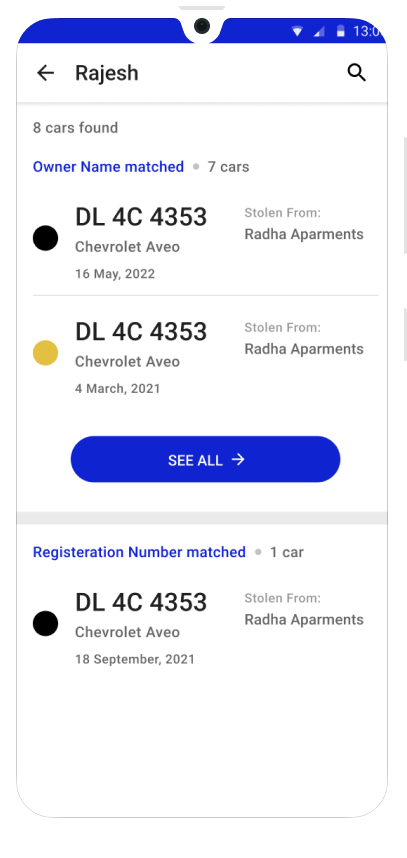 13:0
Rajesh
8 cars found
Owner Name matched • 7 cars
DL 4C 4353
Stolen From:
Radha Aparments
Chevrolet Aveo
16 May, 2022
DL 4C 4353
Stolen From:
Radha Aparments
Chevrolet Aveo
4 March, 2021
SEE ALL →
Registeration Number matched • 1 car
DL 4C 4353
Stolen From:
Radha Aparments
Chevrolet Aveo
18 September, 2021